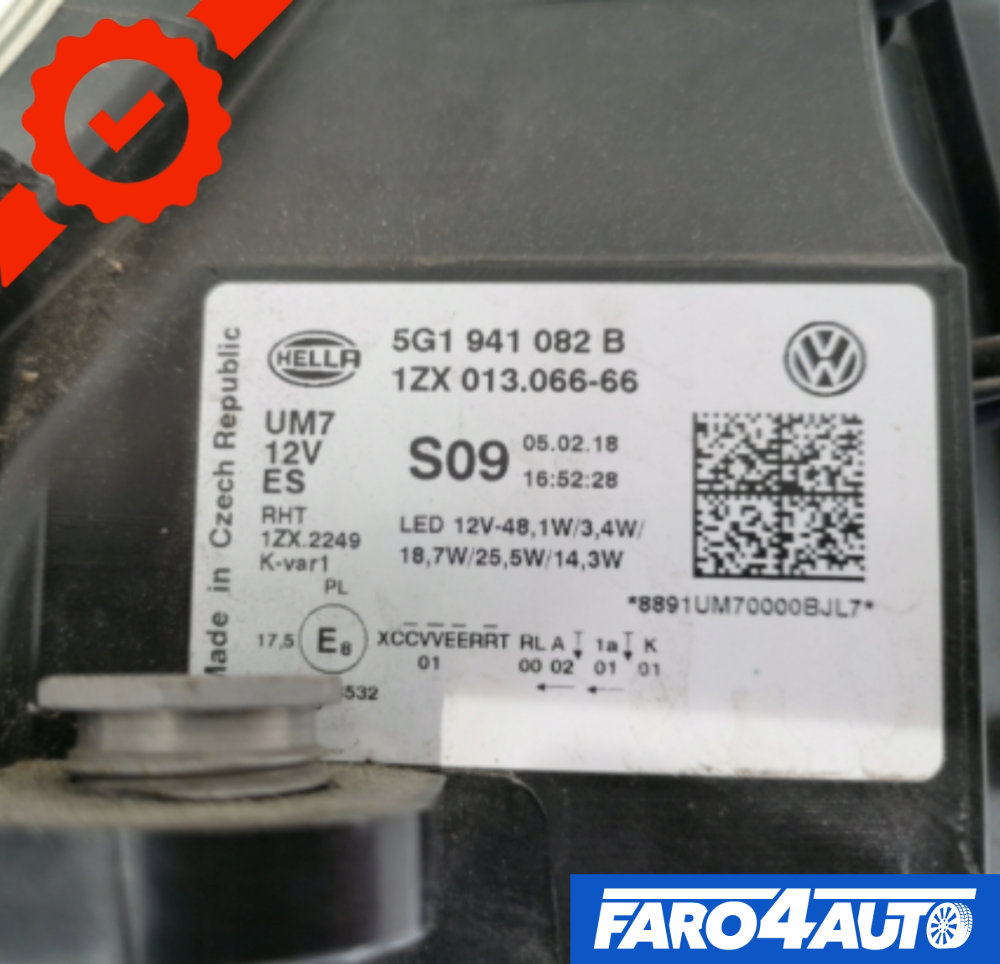 Made in Czech Republic
HELLA
5G1 941 082 B
1ZX 013.066-66
UM7
12V
ES
S09
05.02.18
16:52:28
RHT
1ZX.2249
K-var1
PL
LED 12V-48,1W/3,4W/
18,7W/25,5W/14,3W
*8891UM70000BJL7*
17,5 E8 XCCVVEERRT RL A 1a K
01 00 02 01 01
532
FARO4AUTO